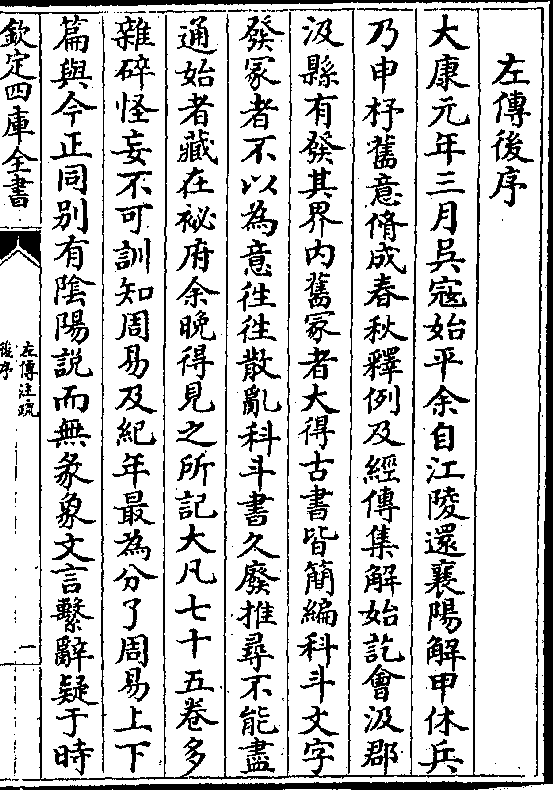 左傳後序
大康元年三月吳寇始平余自江陵還襄陽解甲休兵
乃申杼舊意脩成春秋釋例及經傳集解始訖會汲郡
汲縣有發其界内舊冢者大得古書皆簡編科斗文字
發冢者不以為意徃徃散亂科斗書久廢推尋不能盡
通始者藏在祕府余晚得見之所記大凡七十五卷多
雜碎怪妄不可訓知周易及紀年最為分了周易上下
篇與今正同别有隂陽説而無彖象文言繫辭疑于時
欽定四庫全書
左傳注疏
後序
一